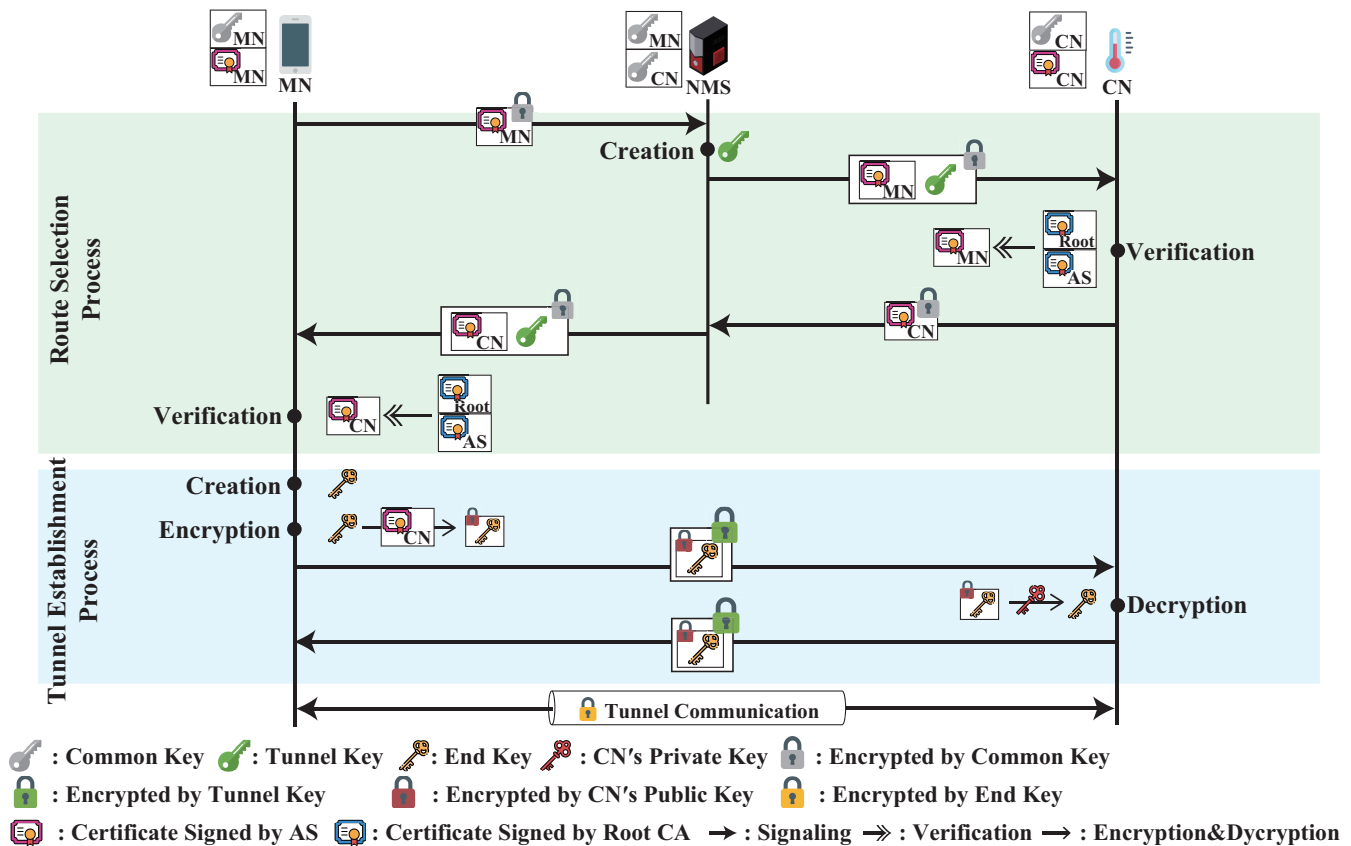 MN
MN
MN
MN
CN
NMS
CN
CN
CN
MN
Creation
MN
Route Selection
Process
MN
Root
AS
Verification
CN
CN
Verification
CN
Root
AS
Tunnel Establishment
Process
Creation
Encryption
CN
Decryption
Tunnel Communication
: Common Key
: Tunnel Key
: End Key
: CN's Private Key
: Encrypted by Common Key
: Encrypted by Tunnel Key
: Encrypted by CN's Public Key
: Encrypted by End Key
: Certificate Signed by AS
: Certificate Signed by Root CA
: Signaling
: Verification
: Encryption&Dycryption